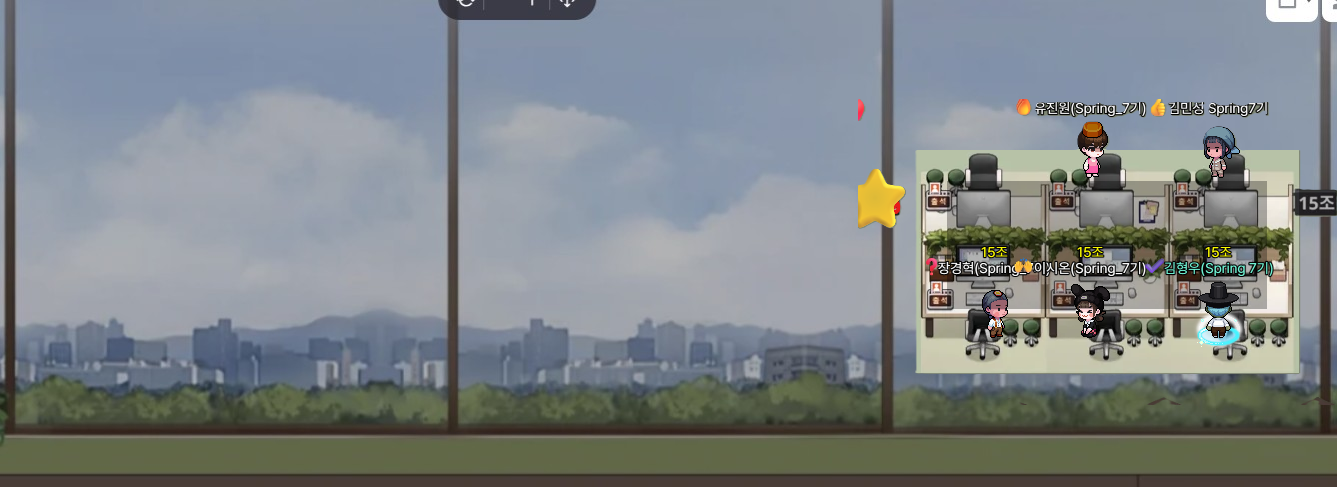 유진원(Spring_7기) 김민성 Spring7기
15조
출석 출석 출석
15조 15조 15조
장경혁(Spring_7 이시온(Spring_7기) 김형우(Spring 7기)
출석 출석 출석